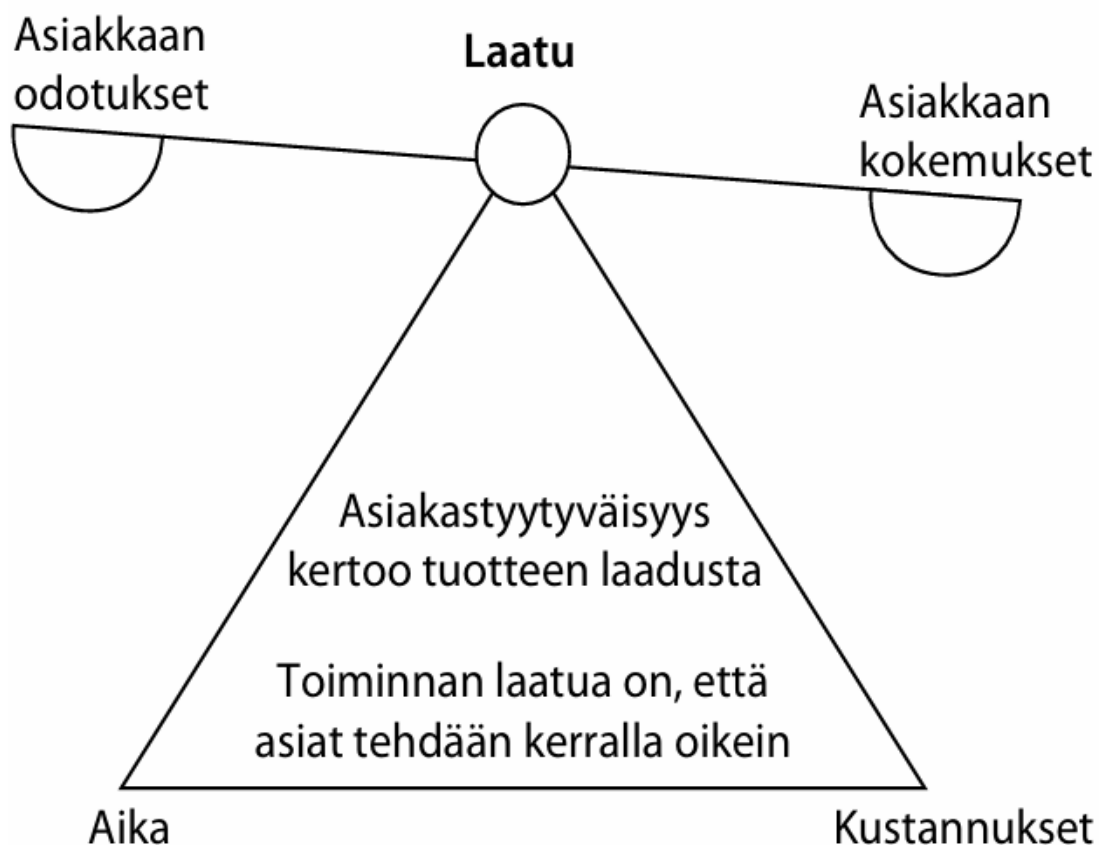 Asiakkaan
odotukset
Laatu
Asiakkaan
kokemukset
Asiakastyytyväisyys
kertoo tuotteen laadusta
Toiminnan laatua on, että
asiat tehdään kerralla oikein
Aika
Kustannukset